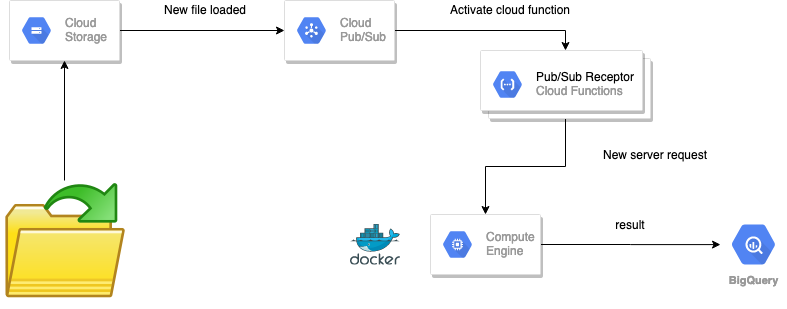 Cloud
Storage
New file loaded
Cloud
Pub/Sub
Activate cloud function
Pub/Sub Receptor
Cloud Functions
New server request
docker
Compute
Engine
result
BigQuery